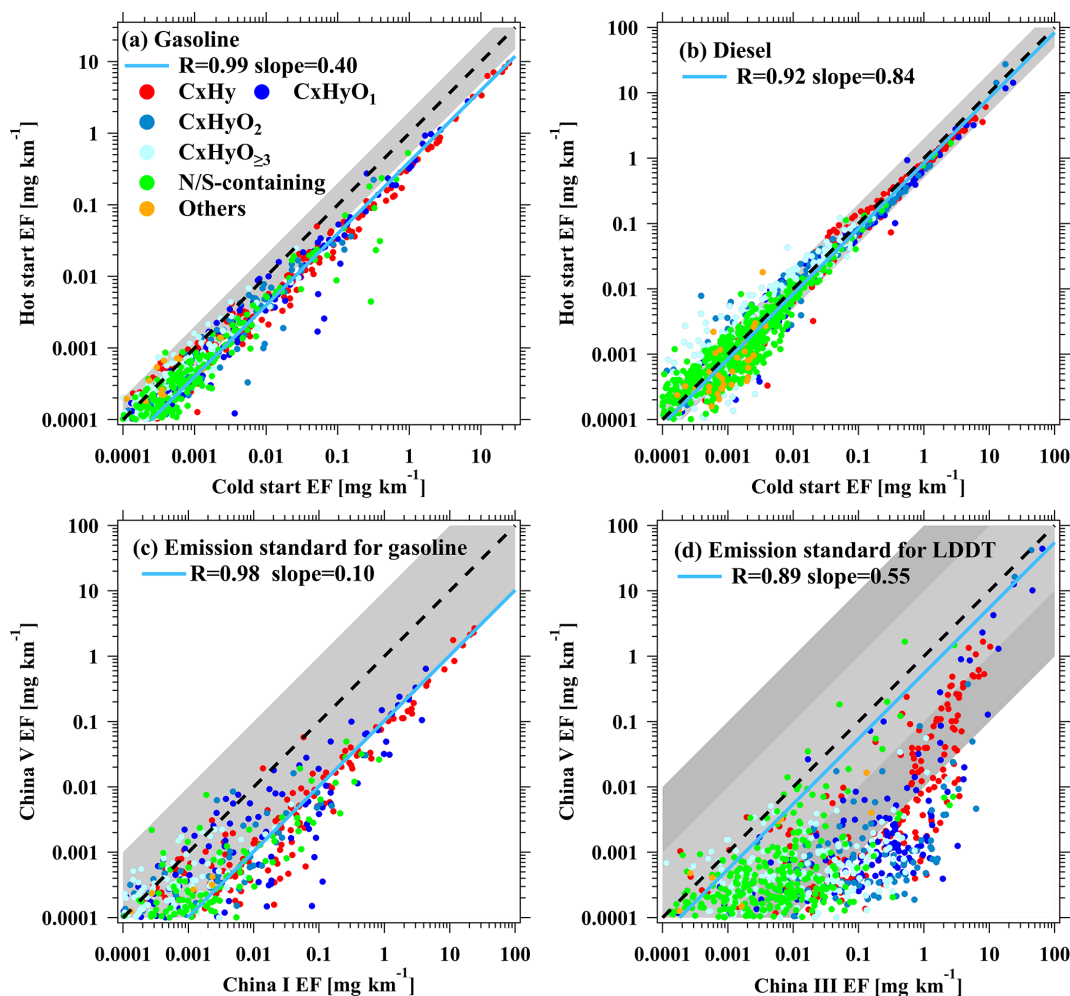 (a) Gasoline
R=0.99 slope=0.40
CxHy CxHyO₁
CxHyO₂
CxHyO≥₃
N/S-containing
Others
10
1
0.1
0.01
0.001
0.0001
Hot start EF [mg km⁻¹]
0.0001 0.001 0.01 0.1 1 10
Cold start EF [mg km⁻¹]
(b) Diesel
R=0.92 slope=0.84
100
10
1
0.1
0.01
0.001
0.0001
Hot start EF [mg km⁻¹]
0.0001 0.001 0.01 0.1 1 10 100
Cold start EF [mg km⁻¹]
(c) Emission standard for gasoline
R=0.98 slope=0.10
100
10
1
0.1
0.01
0.001
0.0001
China V EF [mg km⁻¹]
0.0001 0.001 0.01 0.1 1 10 100
China I EF [mg km⁻¹]
(d) Emission standard for LDDT
R=0.89 slope=0.55
100
10
1
0.1
0.01
0.001
0.0001
China V EF [mg km⁻¹]
0.0001 0.001 0.01 0.1 1 10 100
China III EF [mg km⁻¹]